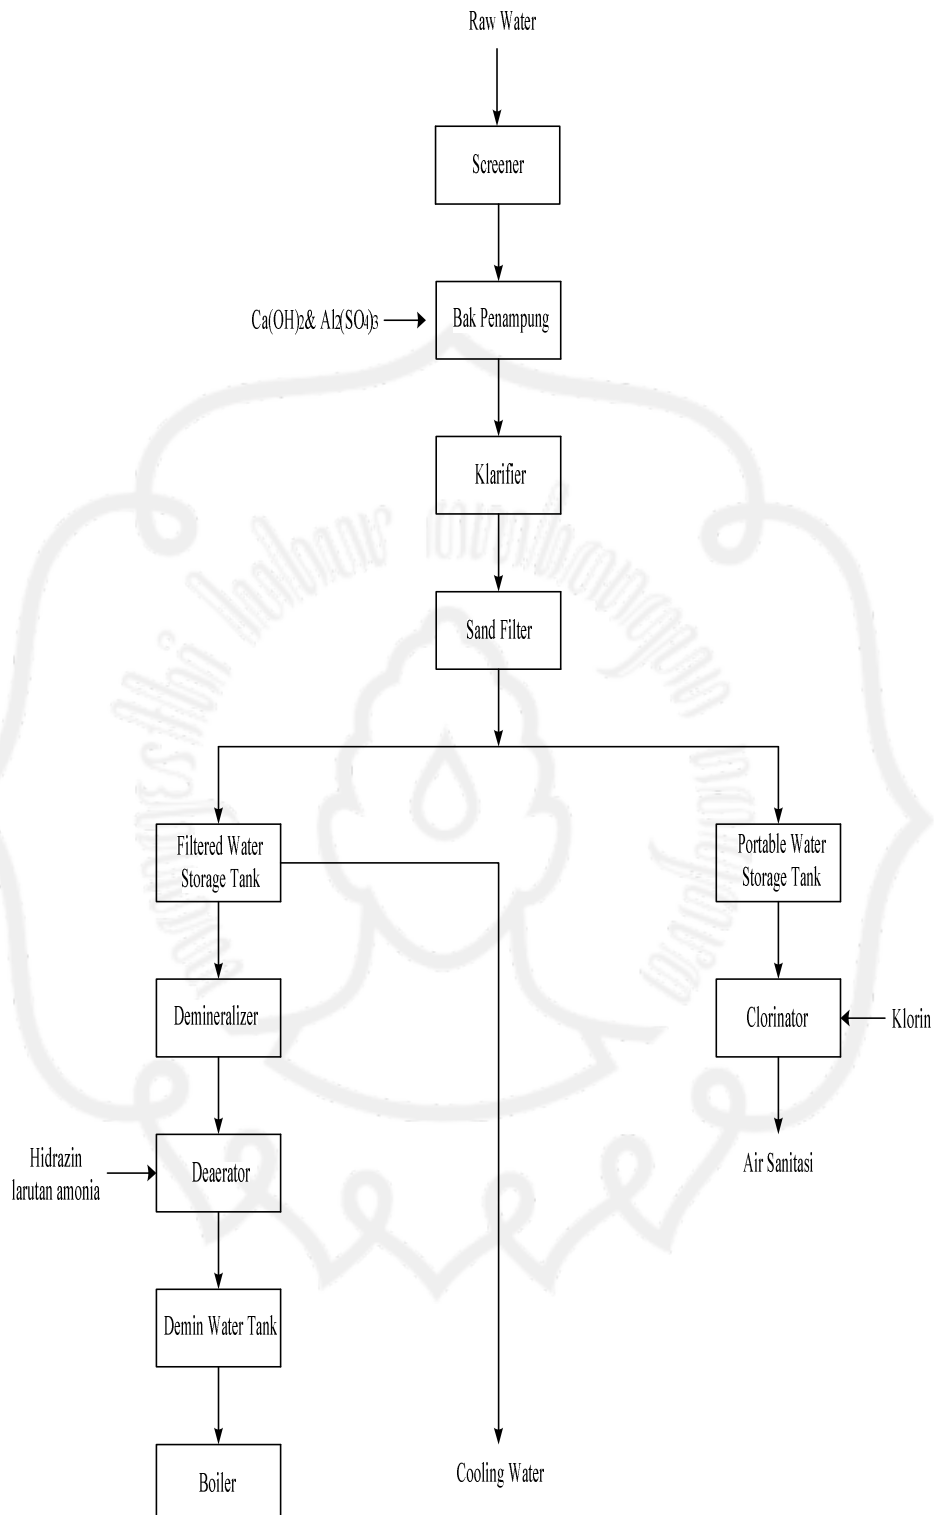 Raw Water
Screener
Ca(OH)2& Al2(SO4)3
Bak Penampung
Klarifier
Sand Filter
Filtered Water
Storage Tank
Portable Water
Storage Tank
Demineralizer
Clorinator
Klorin
Hidrazin
larutan amonia
Deaerator
Air Sanitasi
Demin Water Tank
Boiler
Cooling Water